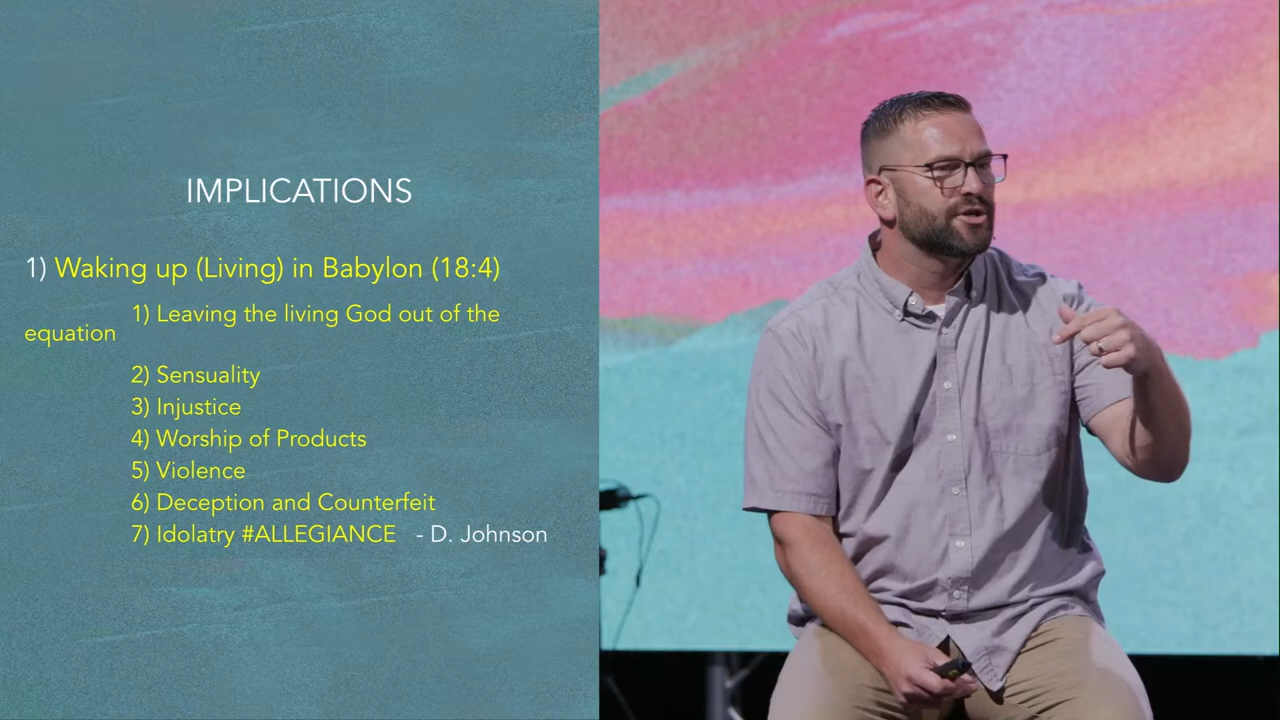 IMPLICATIONS
1) Waking up (Living) in Babylon (18:4)
1) Leaving the living God out of the
equation
2) Sensuality
3) Injustice
4) Worship of Products
5) Violence
6) Deception and Counterfeit
7) Idolatry #ALLEGIANCE - D. Johnson